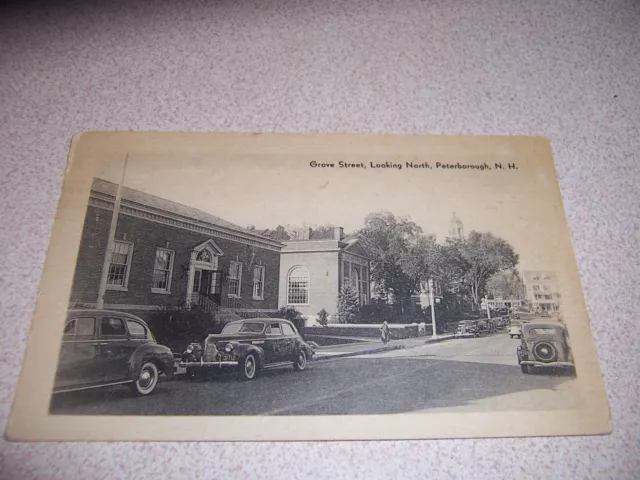 Grove Street, Looking North, Peterborough, N. H.